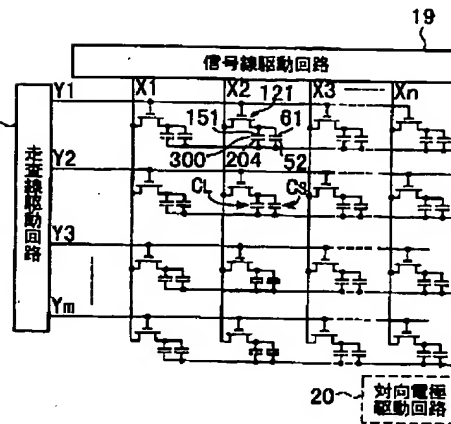 19
信号線駆動回路
X1 X2 X3 Xn
Y1
121
151
61
300
204
52
Y2
CL
CS
走査線駆動回路
Y3
Ym
20
対向電極
駆動回路